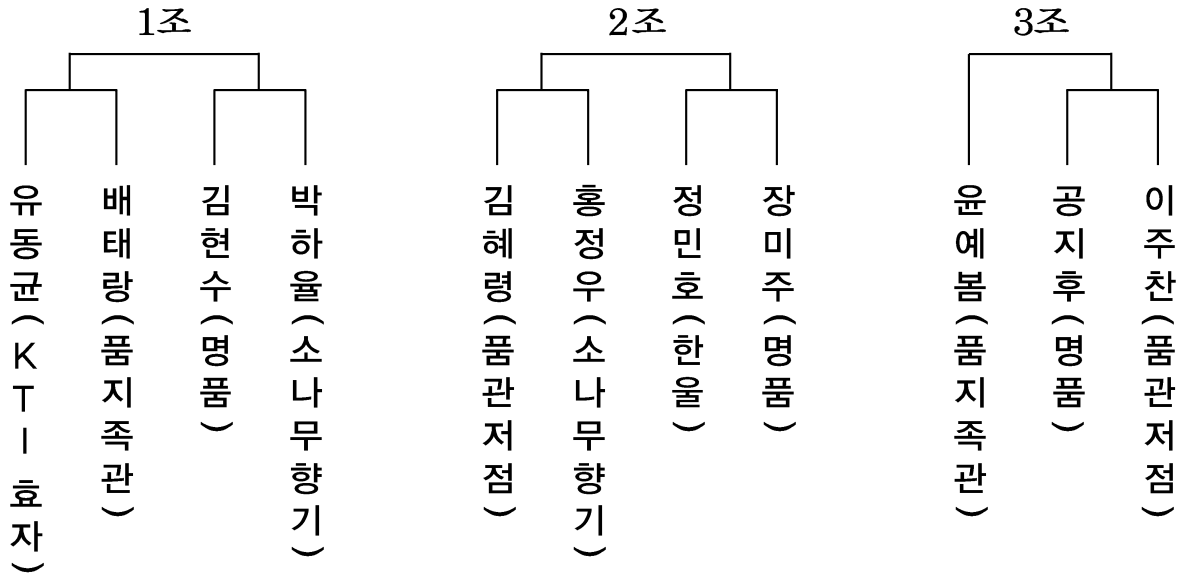 1조
유동균(KTI효자)
배태랑(품지족관)
김현수(명품)
박하율(소나무향기)
2조
김혜령(품관저점)
홍정우(소나무향기)
정민호(한울)
장미주(명품)
3조
윤예봄(품지족관)
공지후(명품)
이주찬(품관저점)